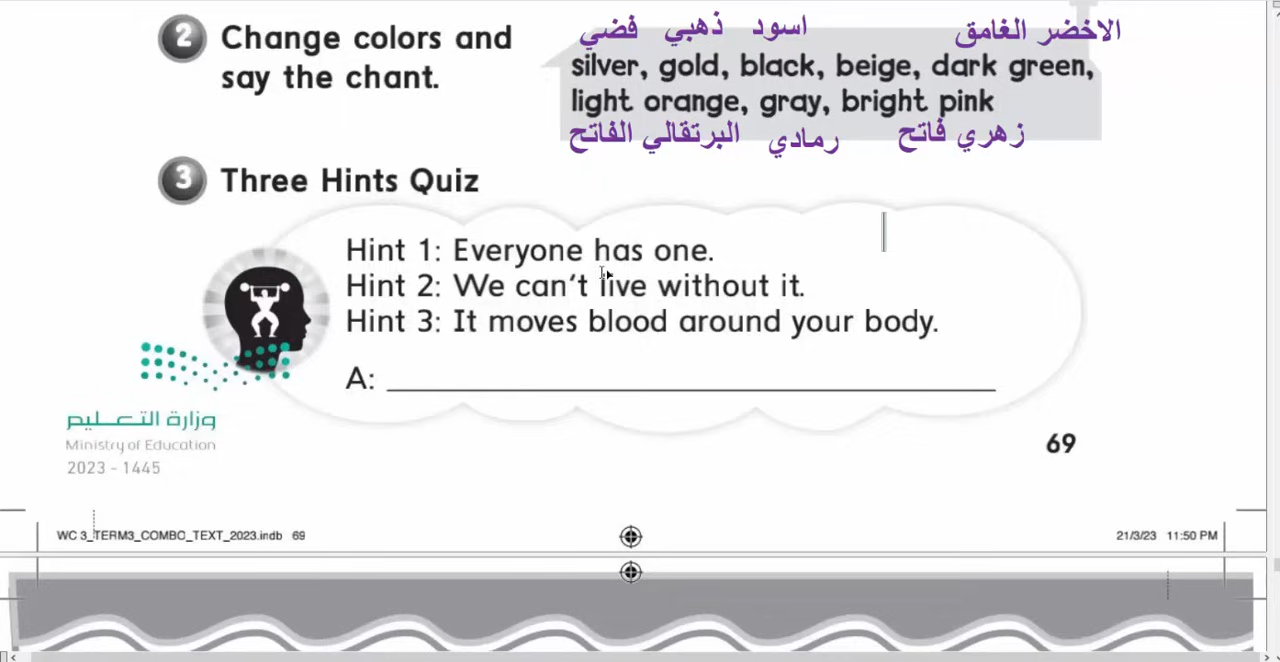 2 Change colors and
say the chant.
فضي ذهبي اسود الاخضر الغامق
silver, gold, black, beige, dark green,
light orange, gray, bright pink
البرتقالي الفاتح رمادي زهري فاتح
3 Three Hints Quiz
Hint 1: Everyone has one.
Hint 2: We can't live without it.
Hint 3: It moves blood around your body.
A:
وزارة التعليم
Ministry of Education
2023 - 1445
69
WC 3_TERM3_COMBO_TEXT_2023.indb 69
21/3/23 11:50 PM